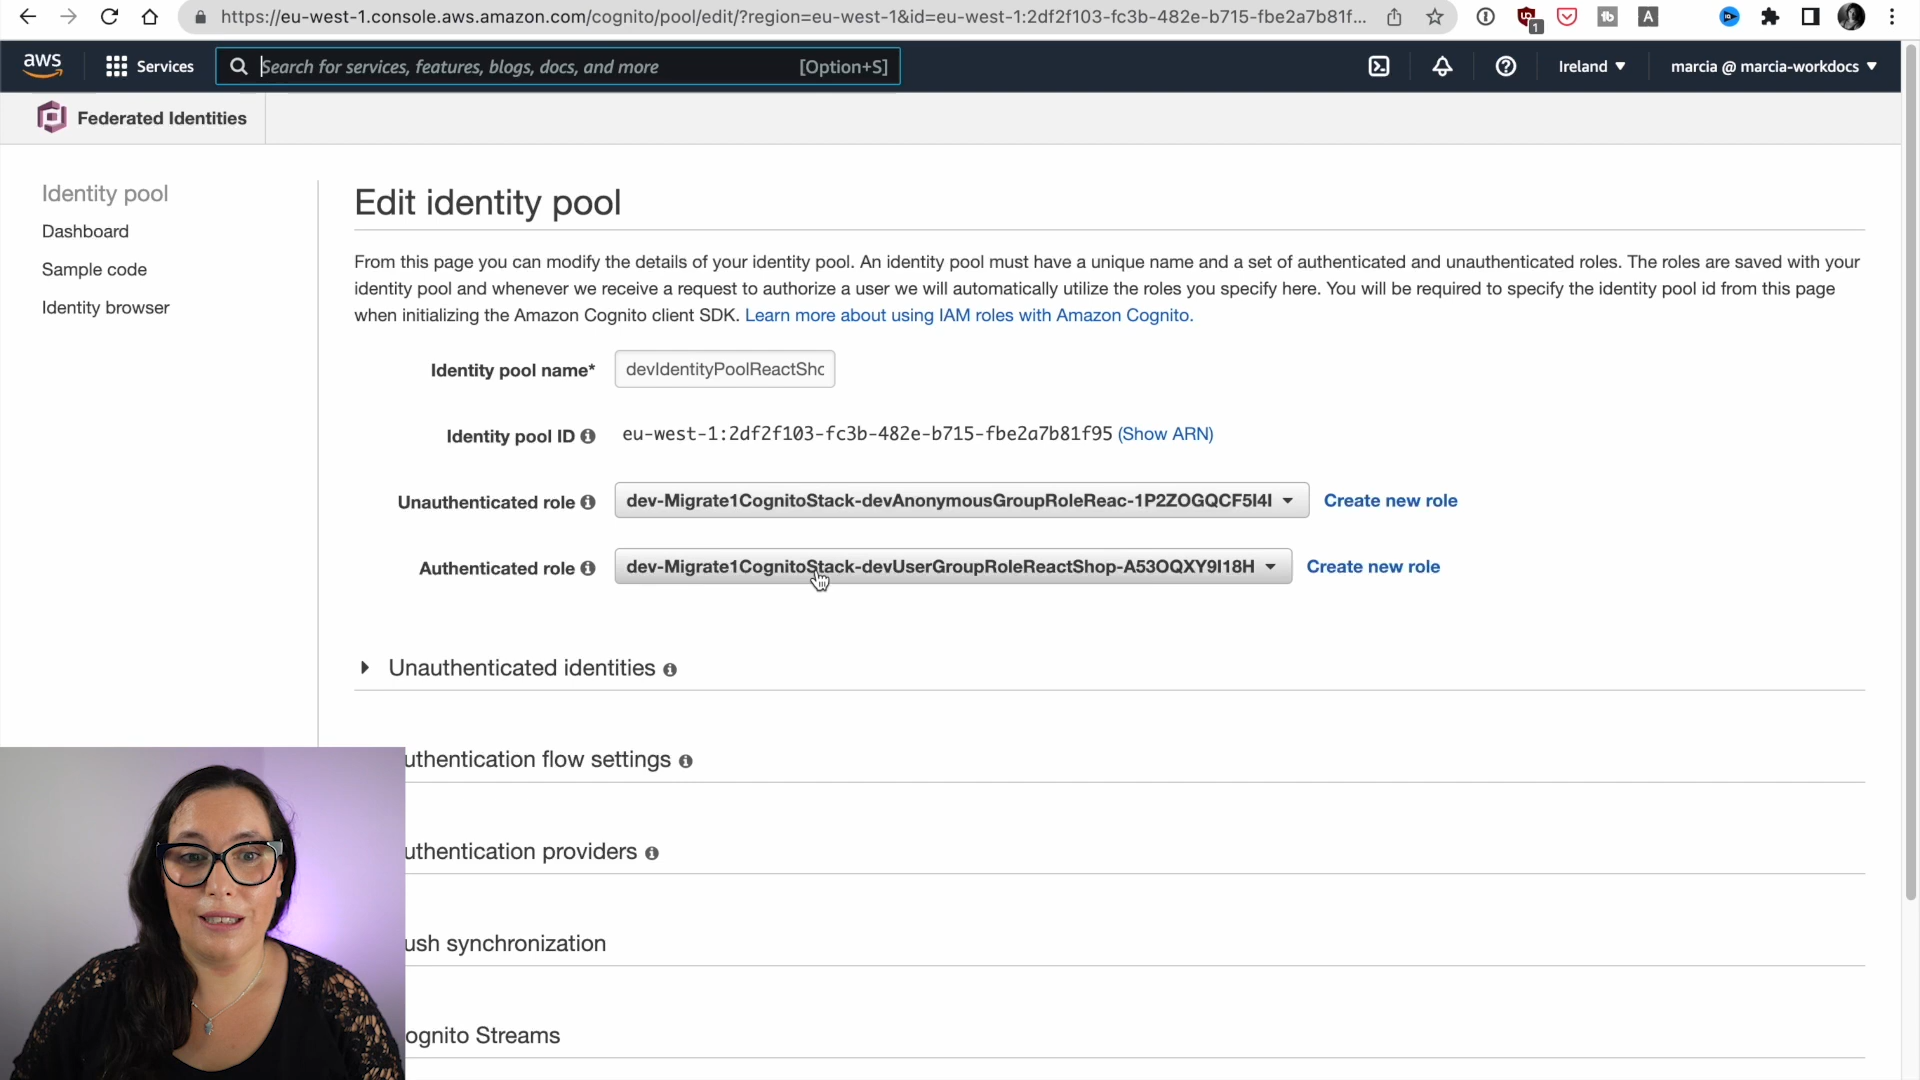 https://eu-west-1.console.aws.amazon.com/cognito/pool/edit/?region=eu-west-1&id=eu-west-1:2df2f103-fc3b-482e-b715-fbe2a7b81f...
1
tb
A
aws
Services
Search for services, features, blogs, docs, and more
[Option+S]
Ireland
marcia @ marcia-workdocs
Federated Identities
Identity pool
Dashboard
Sample code
Identity browser
Edit identity pool
From this page you can modify the details of your identity pool. An identity pool must have a unique name and a set of authenticated and unauthenticated roles. The roles are saved with your
identity pool and whenever we receive a request to authorize a user we will automatically utilize the roles you specify here. You will be required to specify the identity pool id from this page
when initializing the Amazon Cognito client SDK. Learn more about using IAM roles with Amazon Cognito.
Identity pool name* devIdentityPoolReactSho
Identity pool ID eu-west-1:2df2f103-fc3b-482e-b715-fbe2a7b81f95 (Show ARN)
Unauthenticated role dev-Migrate1CognitoStack-devAnonymousGroupRoleReac-1P2ZOGQCF5I4I Create new role
Authenticated role dev-Migrate1CognitoStack-devUserGroupRoleReactShop-A53OQXY9I18H Create new role
Unauthenticated identities
uthentication flow settings
uthentication providers
ush synchronization
ognito Streams